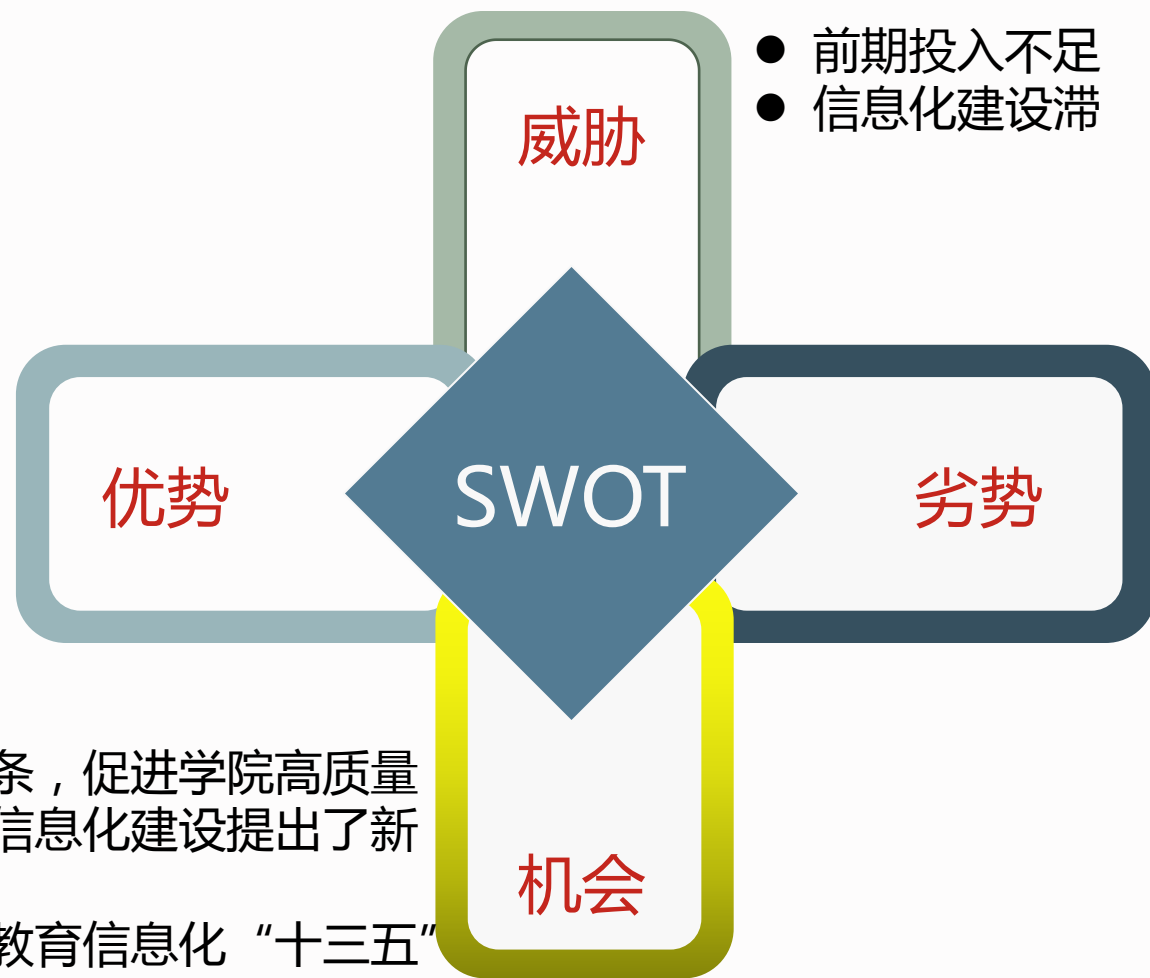 ● 前期投入不足
● 信息化建设滞
威胁
优势
SWOT
劣势
条，促进学院高质量
信息化建设提出了新
机会
教育信息化“十三五”